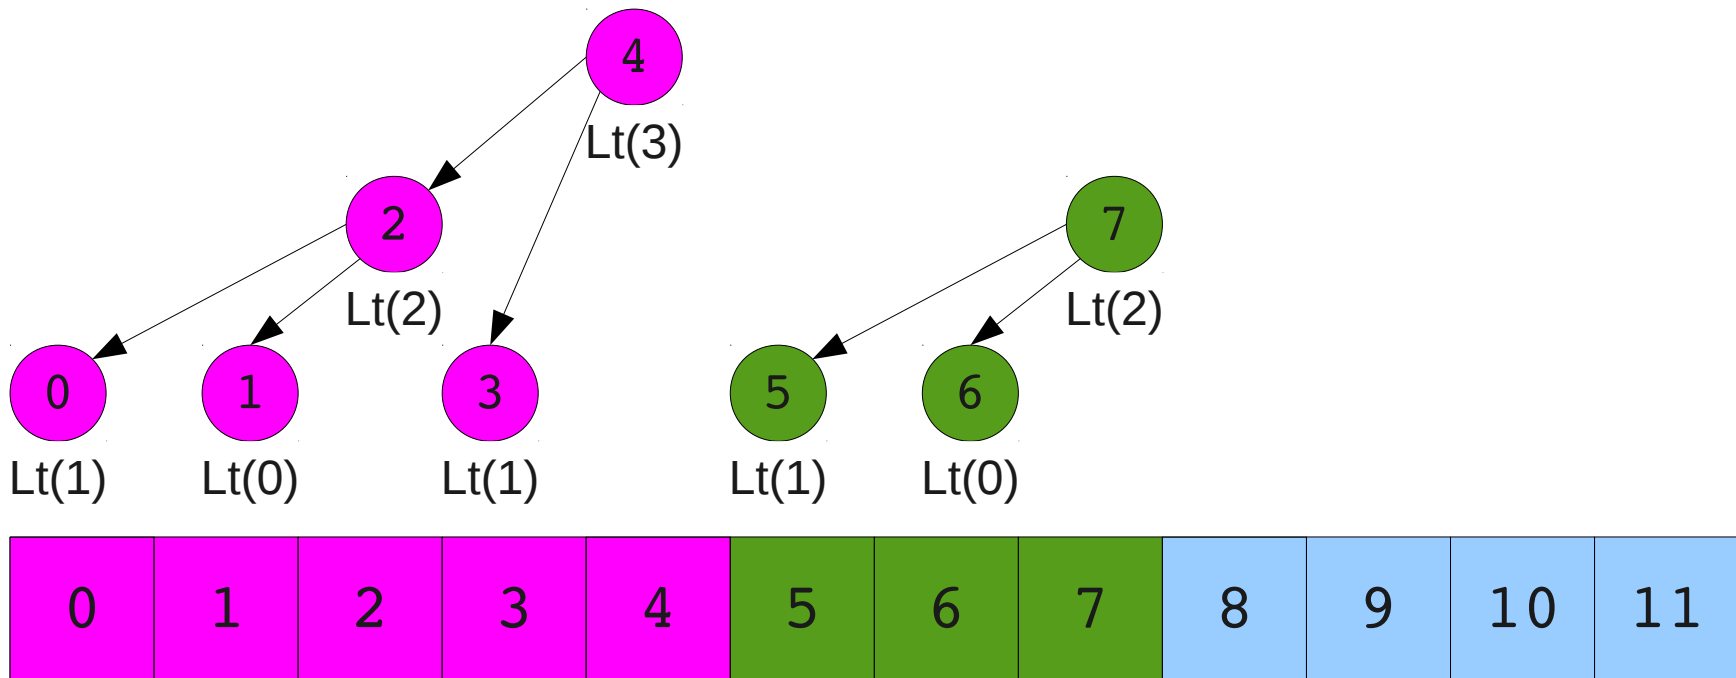 4
Lt(3)
2 7
Lt(2) Lt(2)
0 1 3 5 6
Lt(1) Lt(0) Lt(1) Lt(1) Lt(0)
0 1 2 3 4 5 6 7 8 9 10 11